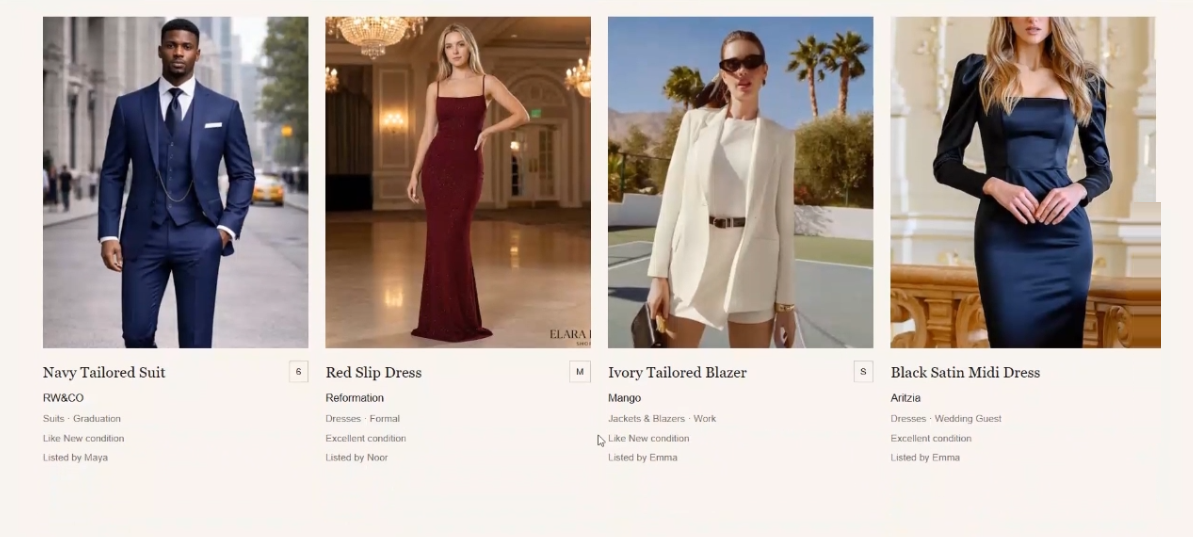 ELARA
Navy Tailored Suit
6
RW&CO
Suits · Graduation
Like New condition
Listed by Maya
Red Slip Dress
M
Reformation
Dresses · Formal
Excellent condition
Listed by Noor
Ivory Tailored Blazer
S
Mango
Jackets & Blazers · Work
Like New condition
Listed by Emma
Black Satin Midi Dress
Aritzia
Dresses · Wedding Guest
Excellent condition
Listed by Emma